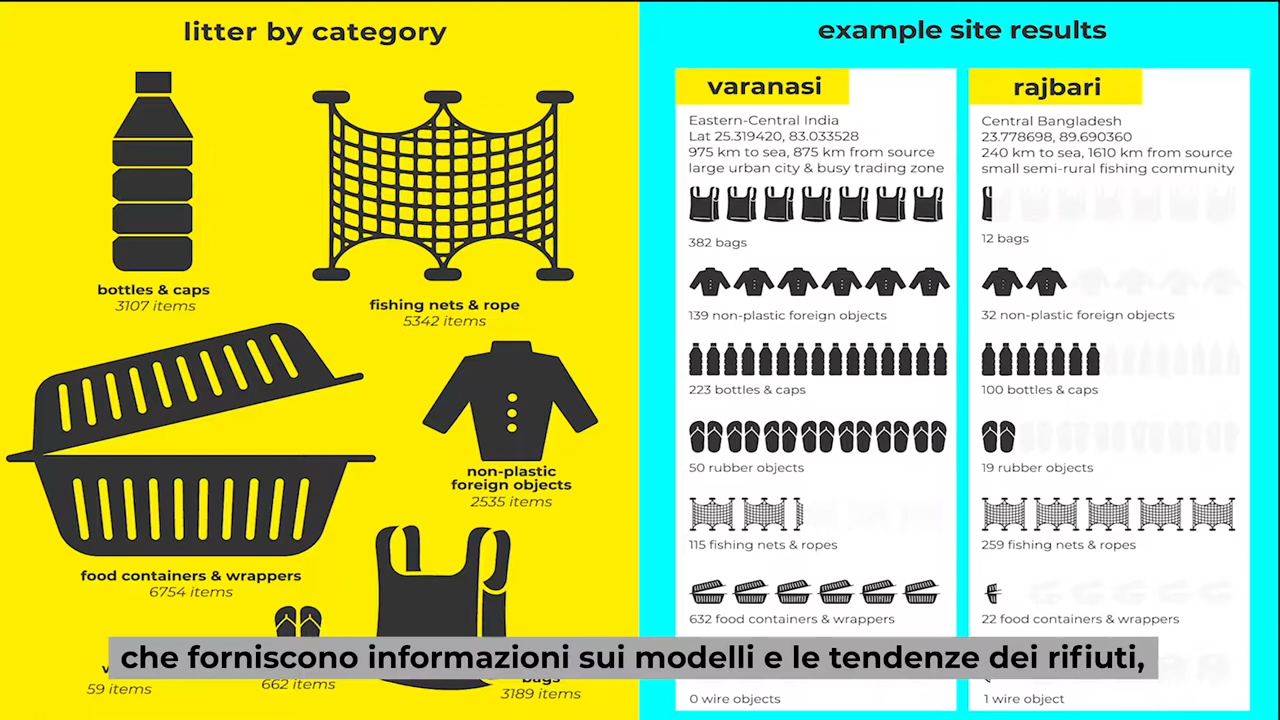 litter by category
bottles & caps
3107 items
fishing nets & rope
5342 items
non-plastic
foreign objects
2535 items
food containers & wrappers
6754 items
59 items
662 items
bags
3189 items
example site results
varanasi
Eastern-Central India
Lat 25.319420, 83.033528
975 km to sea, 875 km from source
large urban city & busy trading zone
382 bags
139 non-plastic foreign objects
223 bottles & caps
50 rubber objects
115 fishing nets & ropes
632 food containers & wrappers
0 wire objects
rajbari
Central Bangladesh
23.778698, 89.690360
240 km to sea, 1610 km from source
small semi-rural fishing community
12 bags
32 non-plastic foreign objects
100 bottles & caps
19 rubber objects
259 fishing nets & ropes
22 food containers & wrappers
1 wire object
che forniscono informazioni sui modelli e le tendenze dei rifiuti,